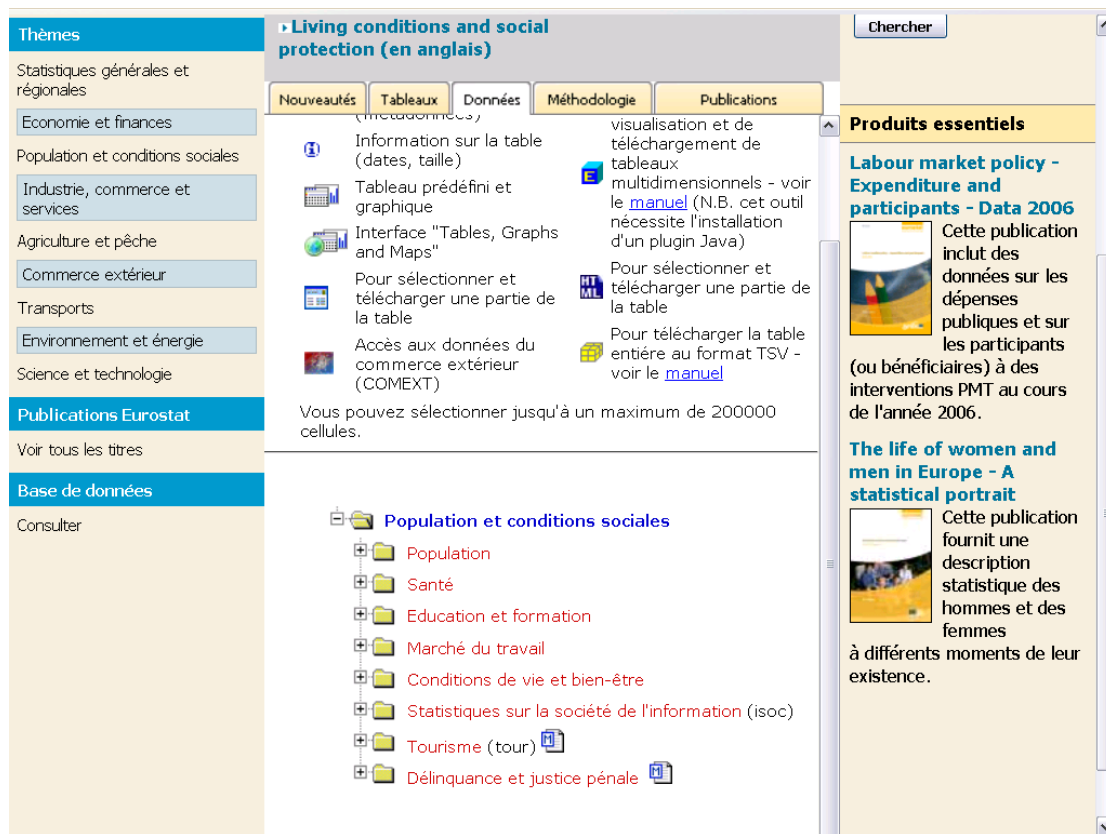 Thèmes
Statistiques générales et
régionales
Economie et finances
Population et conditions sociales
Industrie, commerce et
services
Agriculture et pêche
Commerce extérieur
Transports
Environnement et énergie
Science et technologie
Publications Eurostat
Voir tous les titres
Base de données
Consulter
Living conditions and social
protection (en anglais)
Nouveautés Tableaux Données Méthodologie Publications
(métadonnées)
Information sur la table
(dates, taille)
Tableau prédéfini et
graphique
Interface "Tables, Graphs
and Maps"
Pour sélectionner et
télécharger une partie de
la table
Accès aux données du
commerce extérieur
(COMEXT)
visualisation et de
téléchargement de
tableaux
multidimensionnels - voir
le manuel (N.B. cet outil
nécessite l'installation
d'un plugin Java)
HTML
Pour sélectionner et
télécharger une partie de
la table
Pour télécharger la table
entiére au format TSV -
voir le manuel
Vous pouvez sélectionner jusqu'à un maximum de 200000
cellules.
Population et conditions sociales
Population
Santé
Education et formation
Marché du travail
Conditions de vie et bien-être
Statistiques sur la société de l'information (isoc)
Tourisme (tour)
Délinquance et justice pénale
Chercher
Produits essentiels
Labour market policy -
Expenditure and
participants - Data 2006
Cette publication
inclut des
données sur les
dépenses
publiques et sur
les participants
(ou bénéficiaires) à des
interventions PMT au cours
de l'année 2006.
The life of women and
men in Europe - A
statistical portrait
Cette publication
fournit une
description
statistique des
hommes et des
femmes
à différents moments de leur
existence.